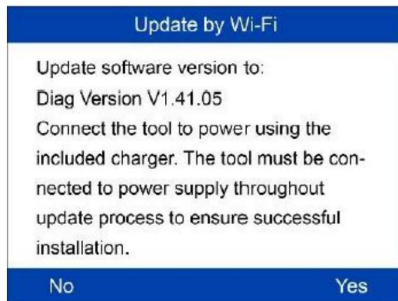 Update by Wi-Fi
Update software version to:
Diag Version V1.41.05
Connect the tool to power using the
included charger. The tool must be con-
nected to power supply throughout
update process to ensure successful
installation.
No Yes